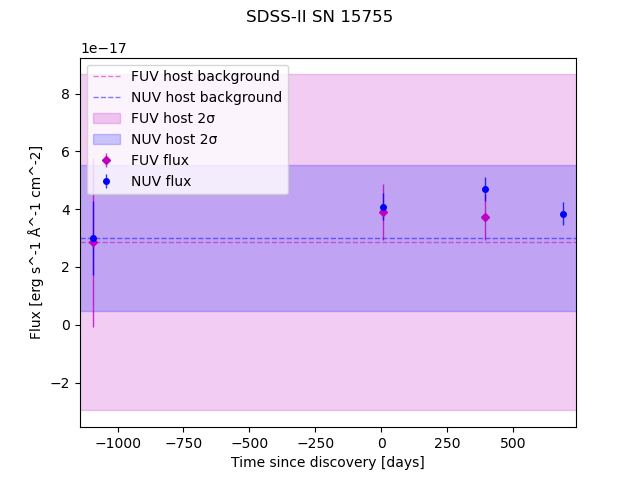 SDSS-II SN 15755
1e−17
FUV host background
NUV host background
FUV host 2σ
NUV host 2σ
FUV flux
NUV flux
8
6
4
2
0
−2
Flux [erg s^-1 Å^-1 cm^-2]
−1000 −750 −500 −250 0 250 500
Time since discovery [days]